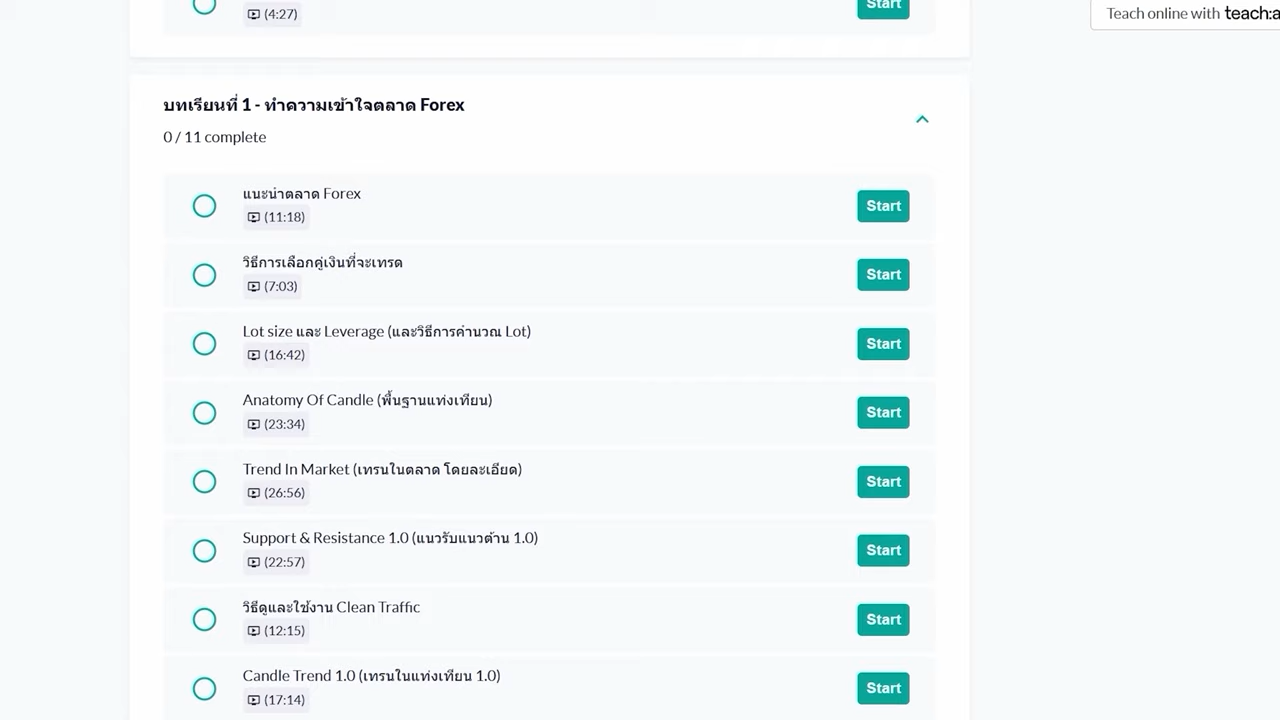 (4:27)
Start
Teach online with teach:a
บทเรียนที่ 1 - ทำความเข้าใจตลาด Forex
0 / 11 complete
แนะนำตลาด Forex
(11:18)
Start
วิธีการเลือกคู่เงินที่จะเทรด
(7:03)
Start
Lot size และ Leverage (และวิธีการคำนวณ Lot)
(16:42)
Start
Anatomy Of Candle (พื้นฐานแท่งเทียน)
(23:34)
Start
Trend In Market (เทรนในตลาด โดยละเอียด)
(26:56)
Start
Support & Resistance 1.0 (แนวรับแนวต้าน 1.0)
(22:57)
Start
วิธีดูและใช้งาน Clean Traffic
(12:15)
Start
Candle Trend 1.0 (เทรนในแท่งเทียน 1.0)
(17:14)
Start